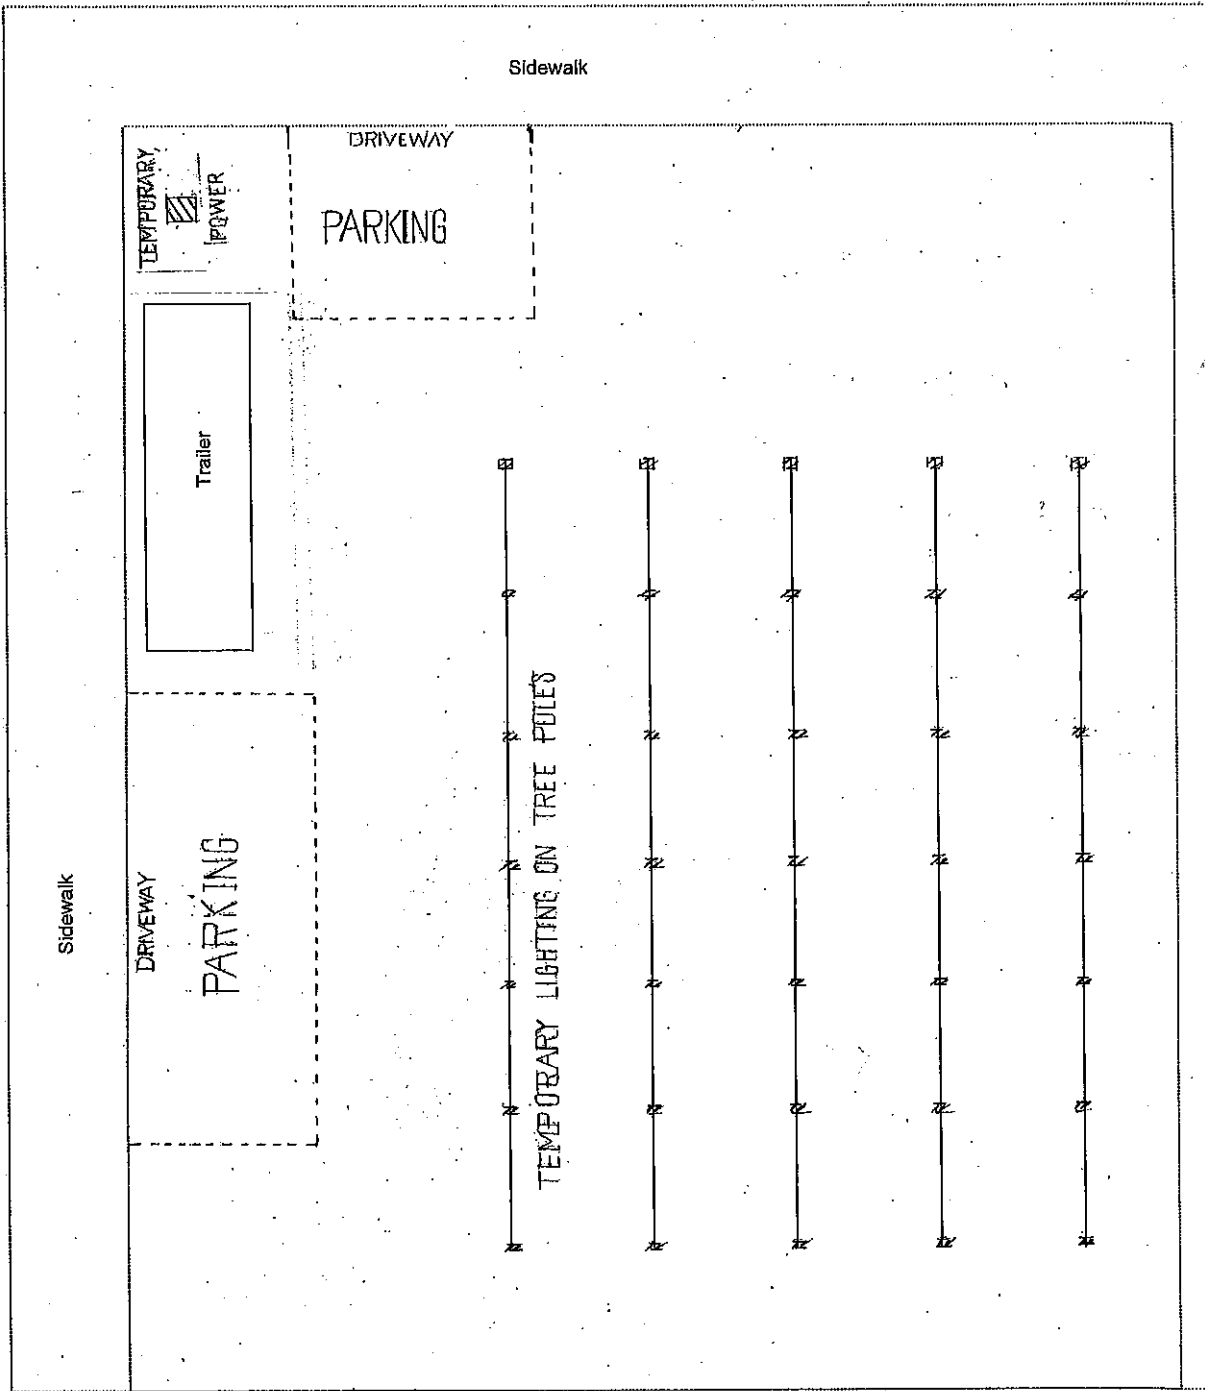 Sidewalk
DRIVEWAY
PARKING
TEMPORARY
POWER
Trailer
Sidewalk
DRIVEWAY
PARKING
TEMPORARY LIGHTING ON TREE POLES